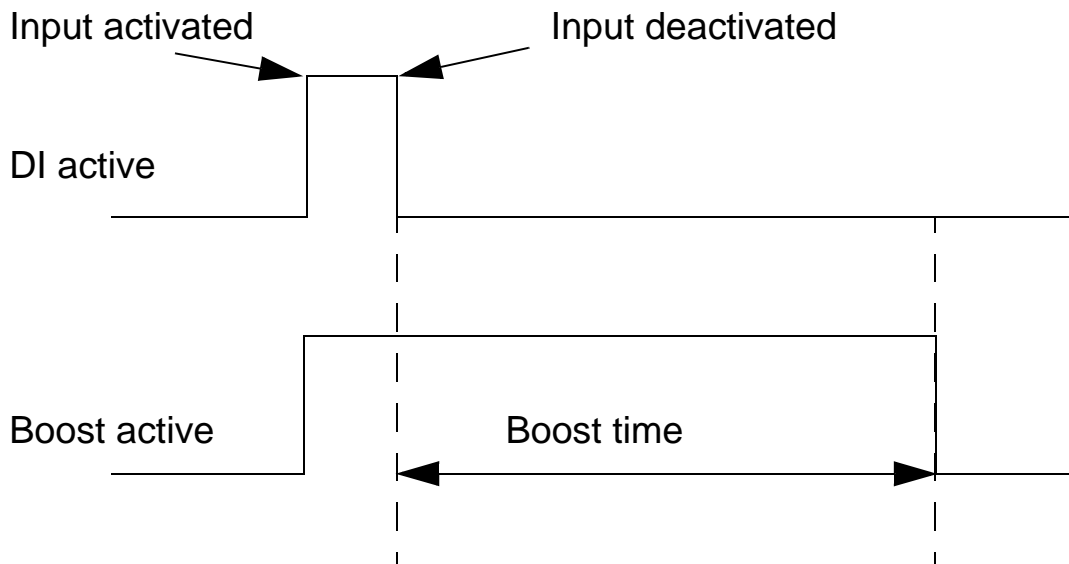 Input activated
Input deactivated
DI active
Boost active
Boost time